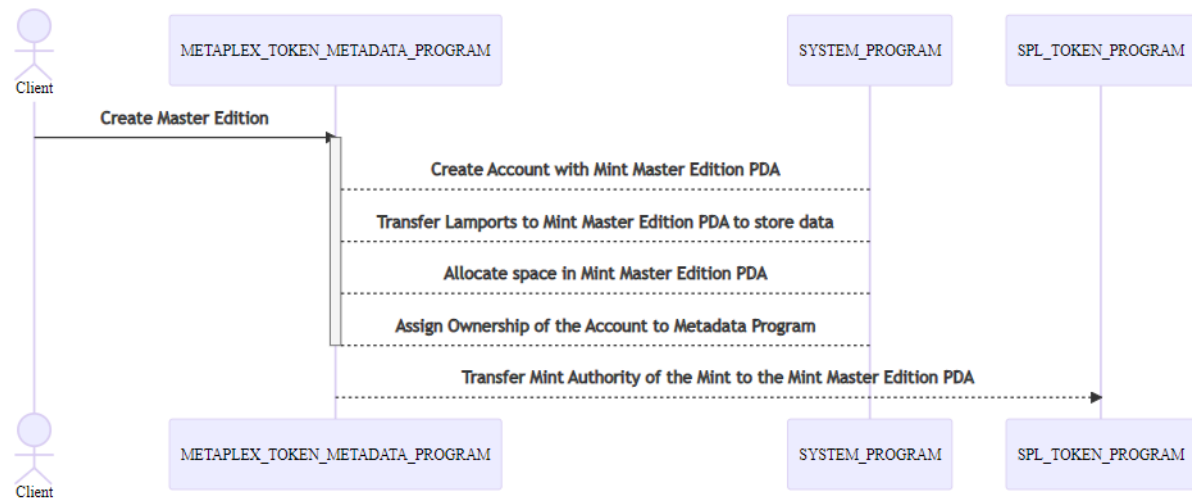 METAPLEX_TOKEN_METADATA_PROGRAM
SYSTEM_PROGRAM
SPL_TOKEN_PROGRAM
Client
Create Master Edition
Create Account with Mint Master Edition PDA
Transfer Lamports to Mint Master Edition PDA to store data
Allocate space in Mint Master Edition PDA
Assign Ownership of the Account to Metadata Program
Transfer Mint Authority of the Mint to the Mint Master Edition PDA
METAPLEX_TOKEN_METADATA_PROGRAM
SYSTEM_PROGRAM
SPL_TOKEN_PROGRAM
Client